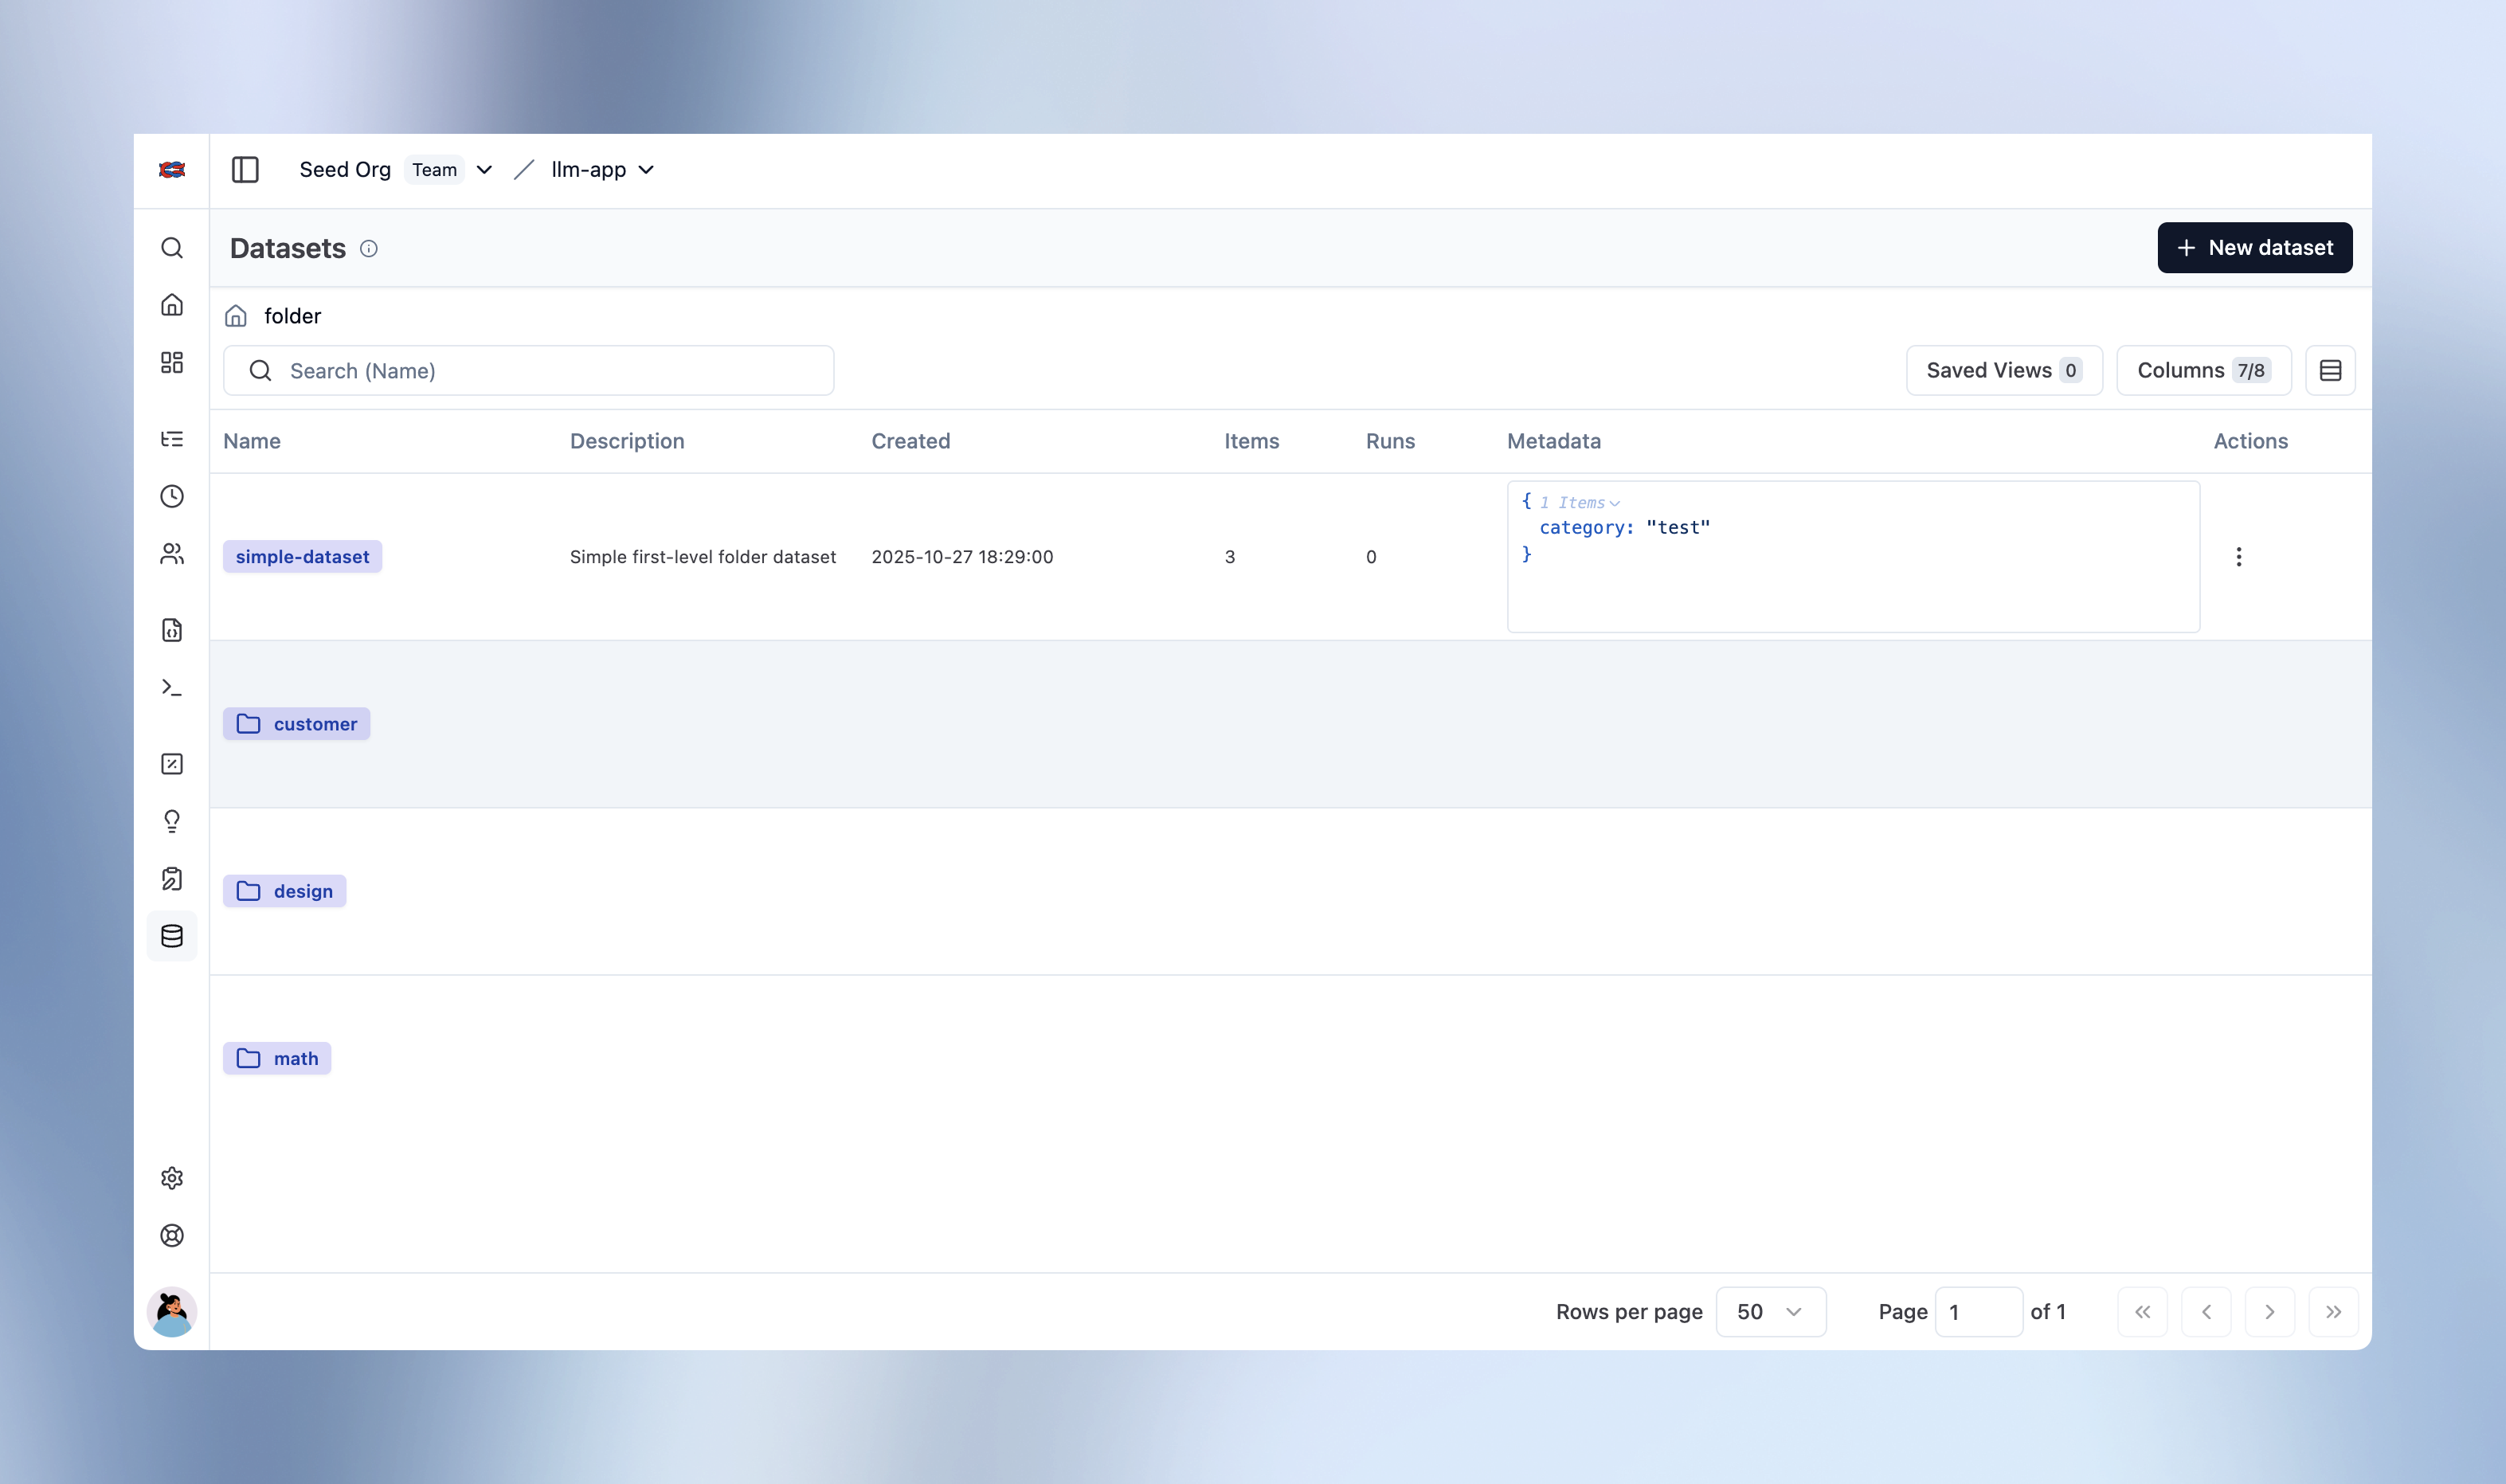 Seed Org Team llm-app
Datasets
New dataset
folder
Search (Name)
Saved Views 0 Columns 7/8
Name Description Created Items Runs Metadata Actions
{ 1 Items
simple-dataset Simple first-level folder dataset 2025-10-27 18:29:00 3 0 category: "test"
}
customer
design
math
Rows per page 50 Page 1 of 1